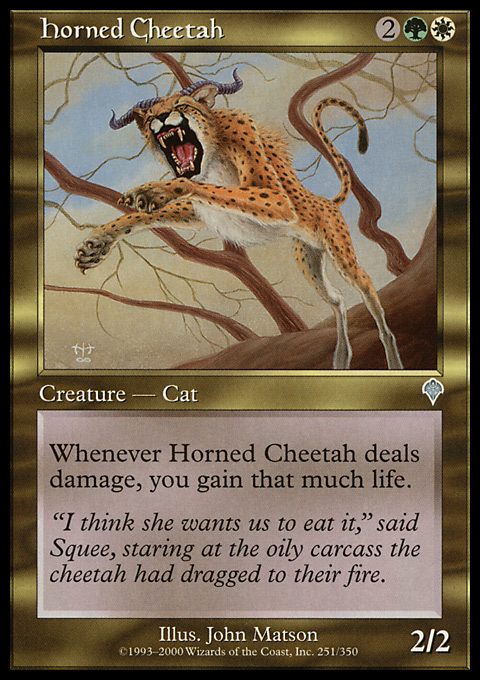 Horned Cheetah
2
Creature — Cat
Whenever Horned Cheetah deals
damage, you gain that much life.
“I think she wants us to eat it,” said
Squee, staring at the oily carcass the
cheetah had dragged to their fire.
Illus. John Matson
2/2
©1993–2000 Wizards of the Coast, Inc. 251/350